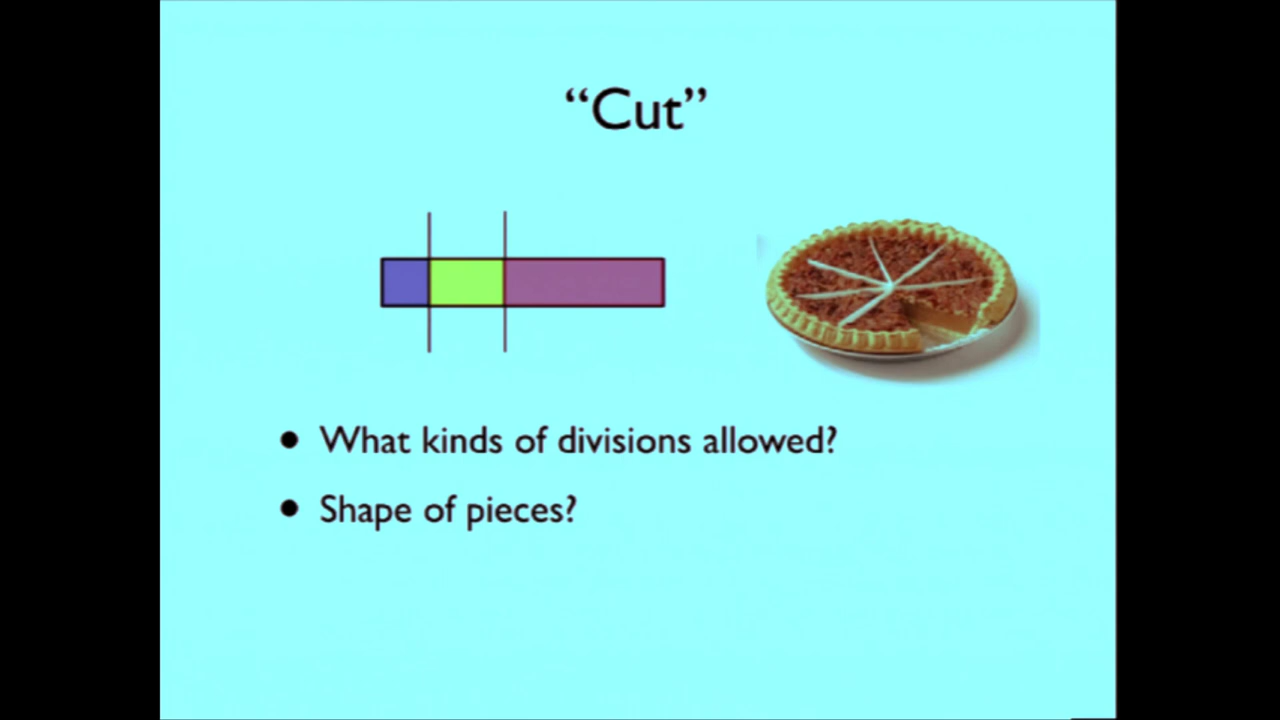 “Cut”
• What kinds of divisions allowed?
• Shape of pieces?